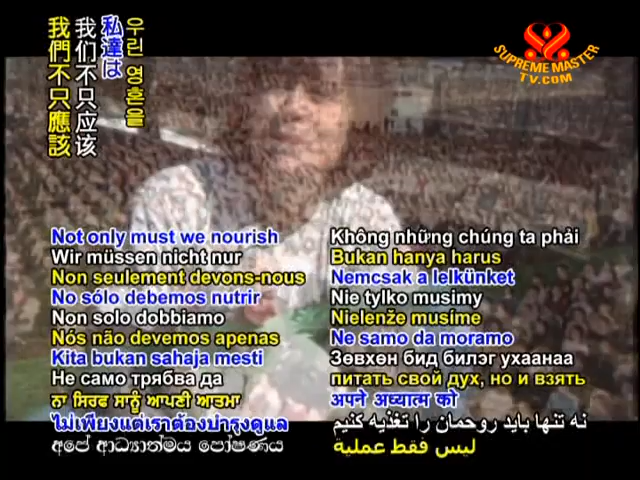 우린 영혼을
私達は
我们不只应该
我們不只應該
SUPREME MASTER
TV.COM
Not only must we nourish
Wir müssen nicht nur
Non seulement devons-nous
No sólo debemos nutrir
Non solo dobbiamo
Nós não devemos apenas
Kita bukan sahaja mesti
Не само трябва да
ਨਾ ਸਿਰਫ ਸਾਨੂੰ ਆਪਣੀ ਆਤਮਾ
ไม่เพียงแต่เราต้องบำรุงดูแล
අපේ ආධ්‍යාත්මය පෝෂණය
Không những chúng ta phải
Bukan hanya harus
Nemcsak a lelkünket
Nie tylko musimy
Nielenže musíme
Ne samo da moramo
Зөвхөн бид билэг ухаанаа
питать свой дух, но и взять
अपने अध्यात्म को
نه تنها باید روحمان را تغذیه کنیم
ليس فقط عملية